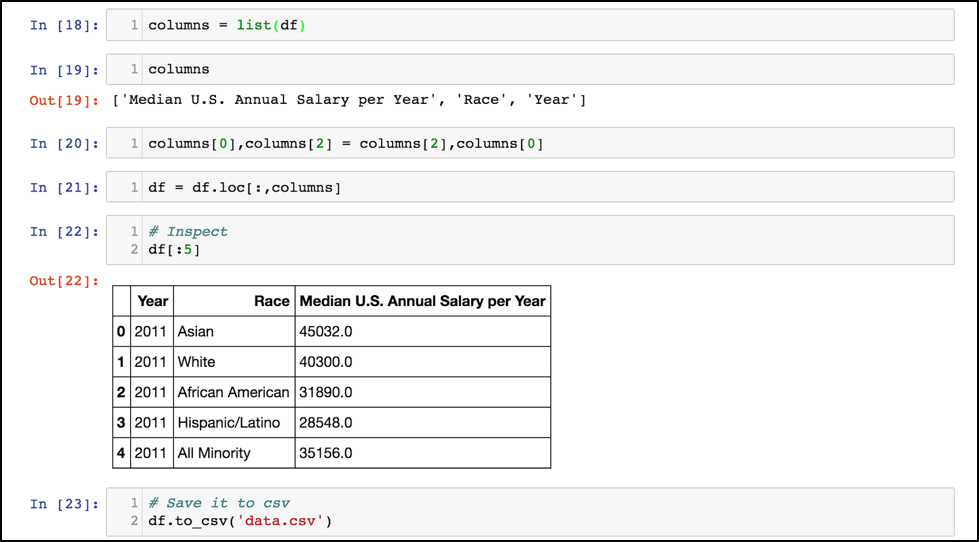 In [18]: 1 columns = list(df)
In [19]: 1 columns
Out[19]: ['Median U.S. Annual Salary per Year', 'Race', 'Year']
In [20]: 1 columns[0],columns[2] = columns[2],columns[0]
In [21]: 1 df = df.loc[:,columns]
In [22]: 1 # Inspect
2 df[:5]
Out[22]:
Year Race Median U.S. Annual Salary per Year
0 2011 Asian 45032.0
1 2011 White 40300.0
2 2011 African American 31890.0
3 2011 Hispanic/Latino 28548.0
4 2011 All Minority 35156.0
In [23]: 1 # Save it to csv
2 df.to_csv('data.csv')